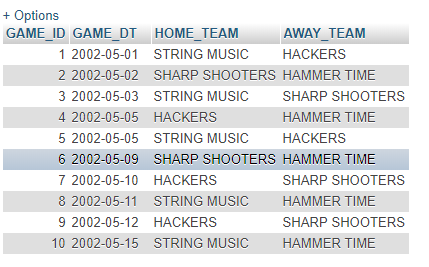 + Options
GAME_ID GAME_DT HOME_TEAM AWAY_TEAM
1 2002-05-01 STRING MUSIC HACKERS
2 2002-05-02 SHARP SHOOTERS HAMMER TIME
3 2002-05-03 STRING MUSIC SHARP SHOOTERS
4 2002-05-05 HACKERS HAMMER TIME
5 2002-05-05 STRING MUSIC HACKERS
6 2002-05-09 SHARP SHOOTERS HAMMER TIME
7 2002-05-10 HACKERS SHARP SHOOTERS
8 2002-05-11 STRING MUSIC HAMMER TIME
9 2002-05-12 HACKERS SHARP SHOOTERS
10 2002-05-15 STRING MUSIC HAMMER TIME